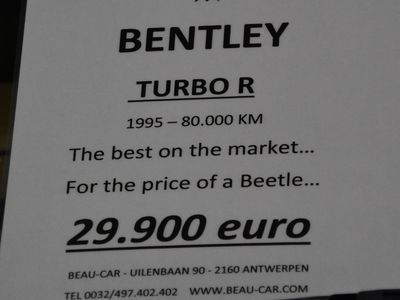 BENTLEY
TURBO R
1995 – 80.000 KM
The best on the market...
For the price of a Beetle...
29.900 euro
BEAU-CAR - UILENBAAN 90 - 2160 ANTWERPEN
TEL 0032/497.402.402 WWW.BEAU-CAR.COM